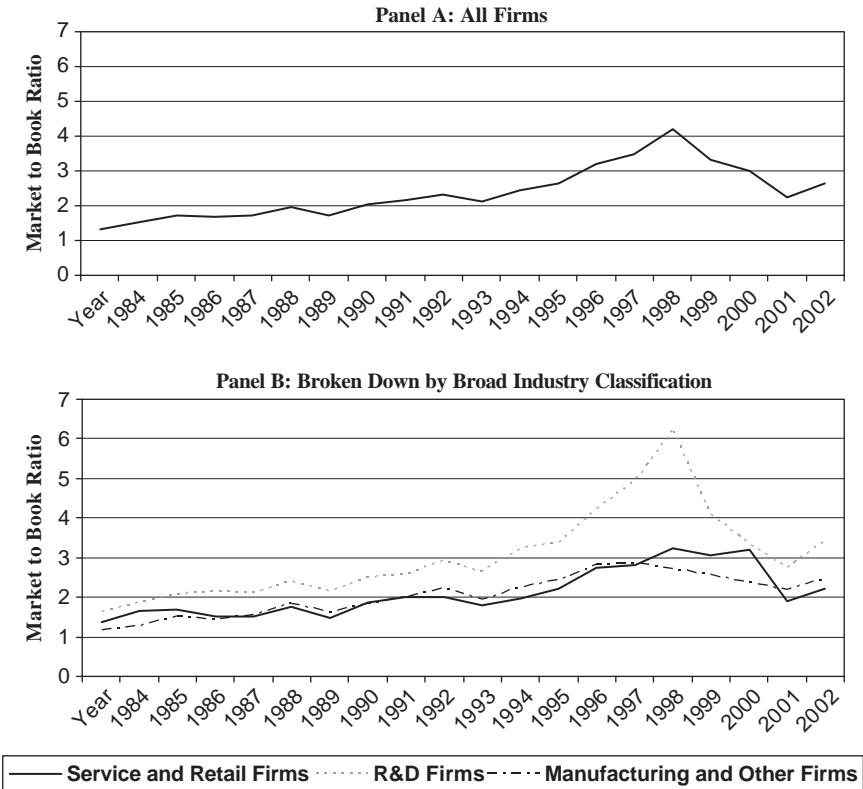 Panel A: All Firms
Market to Book Ratio
7
6
5
4
3
2
1
0
Year 1984 1985 1986 1987 1988 1989 1990 1991 1992 1993 1994 1995 1996 1997 1998 1999 2000 2001 2002
Panel B: Broken Down by Broad Industry Classification
Market to Book Ratio
7
6
5
4
3
2
1
0
Year 1984 1985 1986 1987 1988 1989 1990 1991 1992 1993 1994 1995 1996 1997 1998 1999 2000 2001 2002
Service and Retail Firms R&D Firms Manufacturing and Other Firms